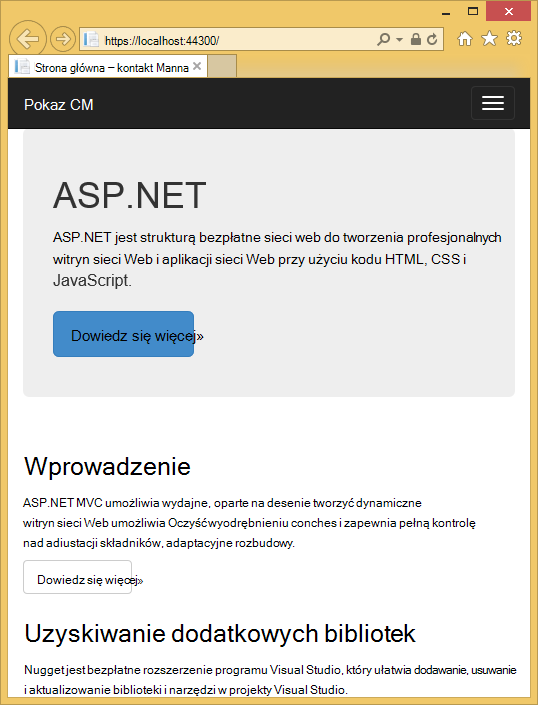 https://localhost:44300/
Strona główna – kontakt Manna
Pokaz CM
ASP.NET
ASP.NET jest strukturą bezpłatne sieci web do tworzenia profesjonalnych
witryn sieci Web i aplikacji sieci Web przy użyciu kodu HTML, CSS i
JavaScript.
Dowiedz się więcej»
Wprowadzenie
ASP.NET MVC umożliwia wydajne, oparte na desenie tworzyć dynamiczne
witryn sieci Web umożliwia Oczyśćwyodrębnieniu conches i zapewnia pełną kontrolę
nad adiustacji składników, adaptacyjne rozbudowy.
Dowiedz się więcej»
Uzyskiwanie dodatkowych bibliotek
Nugget jest bezpłatne rozszerzenie programu Visual Studio, który ułatwia dodawanie, usuwanie
i aktualizowanie biblioteki i narzędzi w projekty Visual Studio.